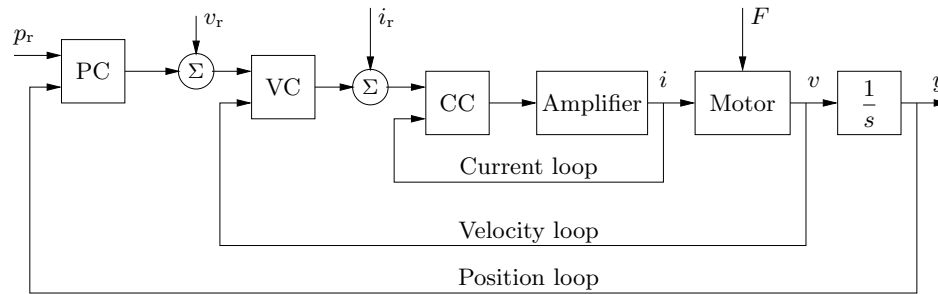 p_r
PC
v_r
Σ
VC
i_r
Σ
CC
Amplifier
i
F
Motor
v
1
s
y
Current loop
Velocity loop
Position loop